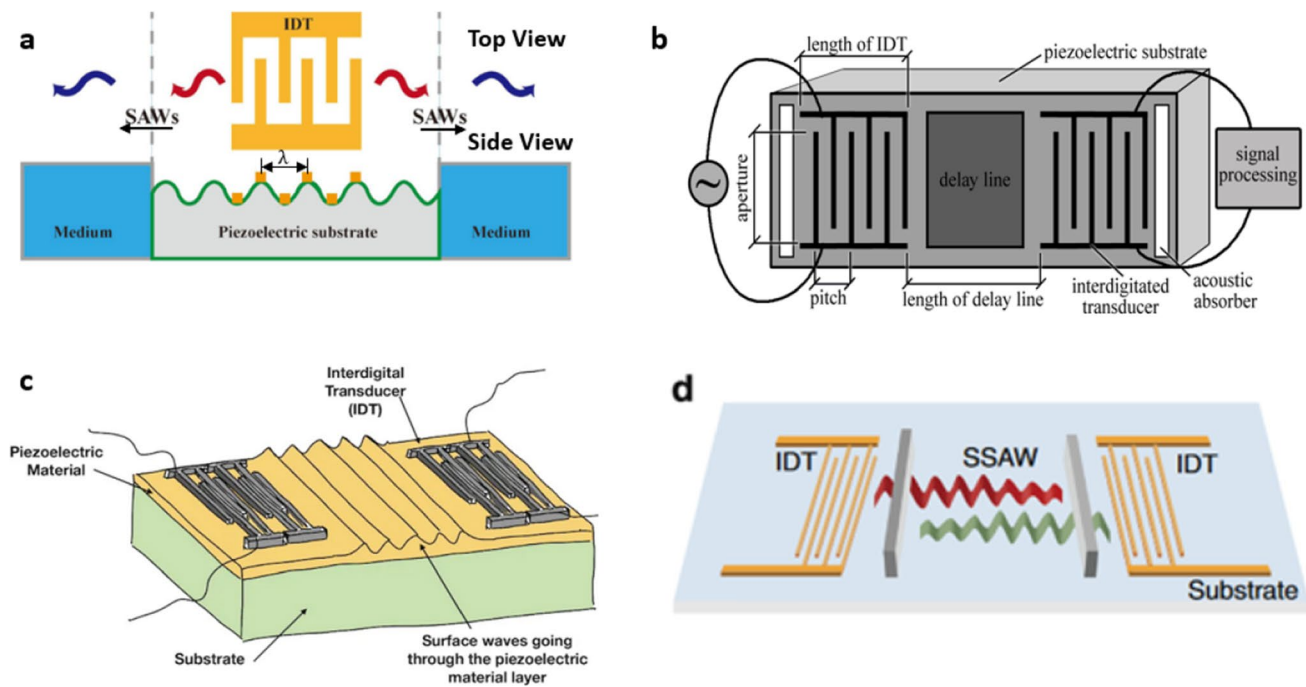 a
IDT
Top View
SAWs
SAWs
Side View
λ
Medium
Piezoelectric substrate
Medium
b
length of IDT
piezoelectric substrate
aperture
delay line
signal
processing
pitch
length of delay line
interdigitated
transducer
acoustic
absorber
c
Interdigital
Transducer
(IDT)
Piezoelectric
Material
Substrate
Surface waves going
through the piezoelectric
material layer
d
IDT
SSAW
IDT
Substrate